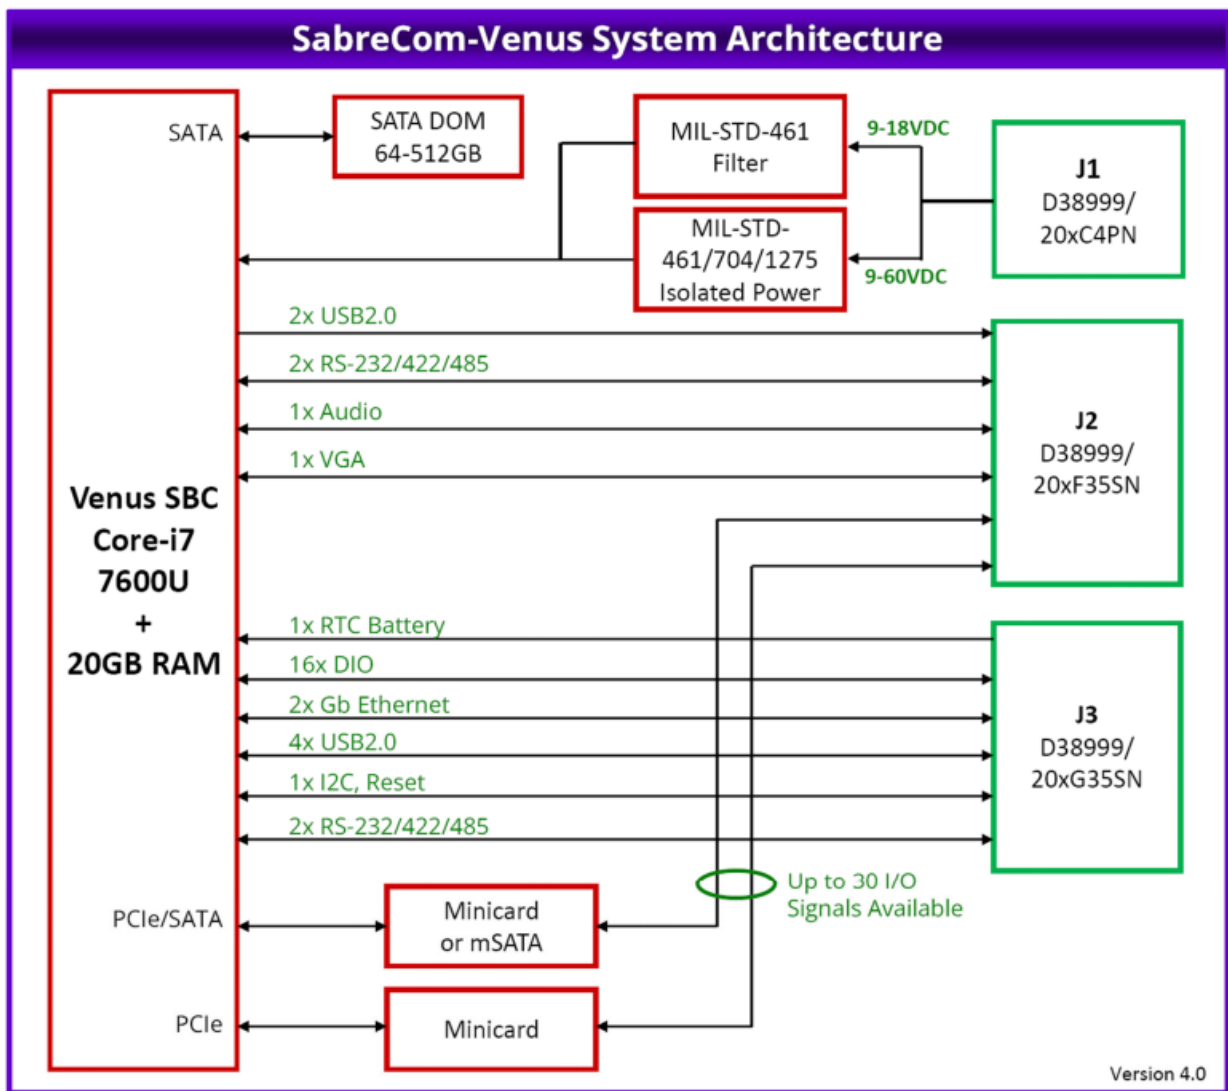 SabreCom-Venus System Architecture
SATA
SATA DOM
64-512GB
MIL-STD-461
Filter
9-18VDC
J1
D38999/
20xC4PN
MIL-STD-
461/704/1275
Isolated Power
9-60VDC
2x USB2.0
2x RS-232/422/485
1x Audio
1x VGA
J2
D38999/
20xF35SN
Venus SBC
Core-i7
7600U
+
20GB RAM
1x RTC Battery
16x DIO
2x Gb Ethernet
4x USB2.0
1x I2C, Reset
2x RS-232/422/485
J3
D38999/
20xG35SN
Up to 30 I/O
Signals Available
PCIe/SATA
Minicard
or mSATA
PCIe
Minicard
Version 4.0